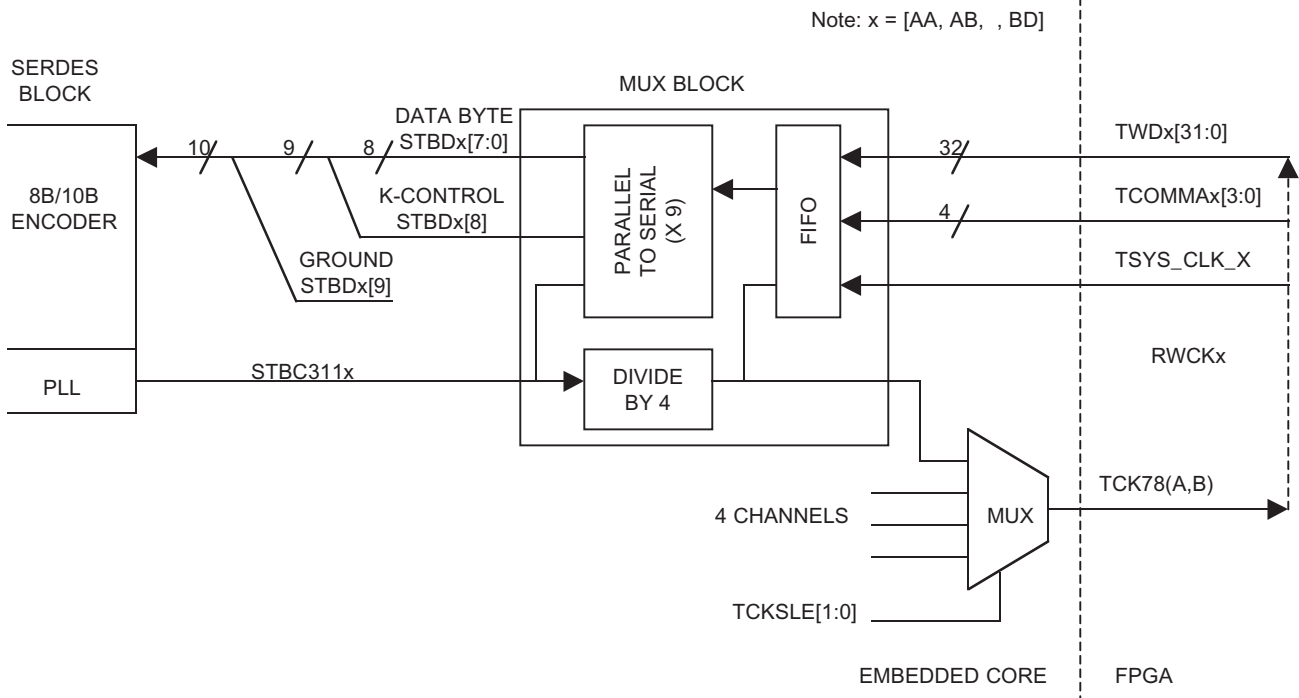 Note: x = [AA, AB,  , BD]
SERDES
BLOCK
MUX BLOCK
DATA BYTE
STBDx[7:0]
10
9
8
32
TWDx[31:0]
8B/10B
ENCODER
K-CONTROL
STBDx[8]
PARALLEL
TO SERIAL
(X 9)
FIFO
4
TCOMMAx[3:0]
GROUND
STBDx[9]
TSYS_CLK_X
RWCKx
PLL
STBC311x
DIVIDE
BY 4
TCK78(A,B)
4 CHANNELS
MUX
TCKSLE[1:0]
EMBEDDED CORE
FPGA